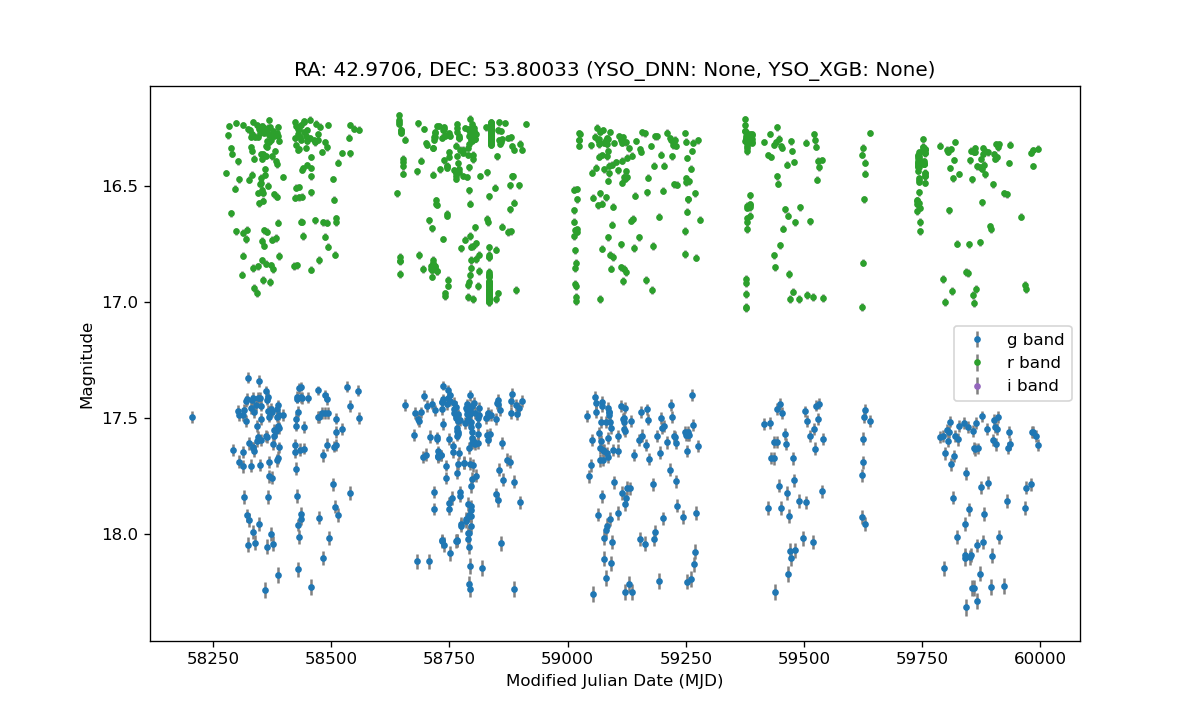 RA: 42.9706, DEC: 53.80033 (YSO_DNN: None, YSO_XGB: None)
16.5
17.0
17.5
18.0
Magnitude
g band
r band
i band
58250 58500 58750 59000 59250 59500 59750 60000
Modified Julian Date (MJD)